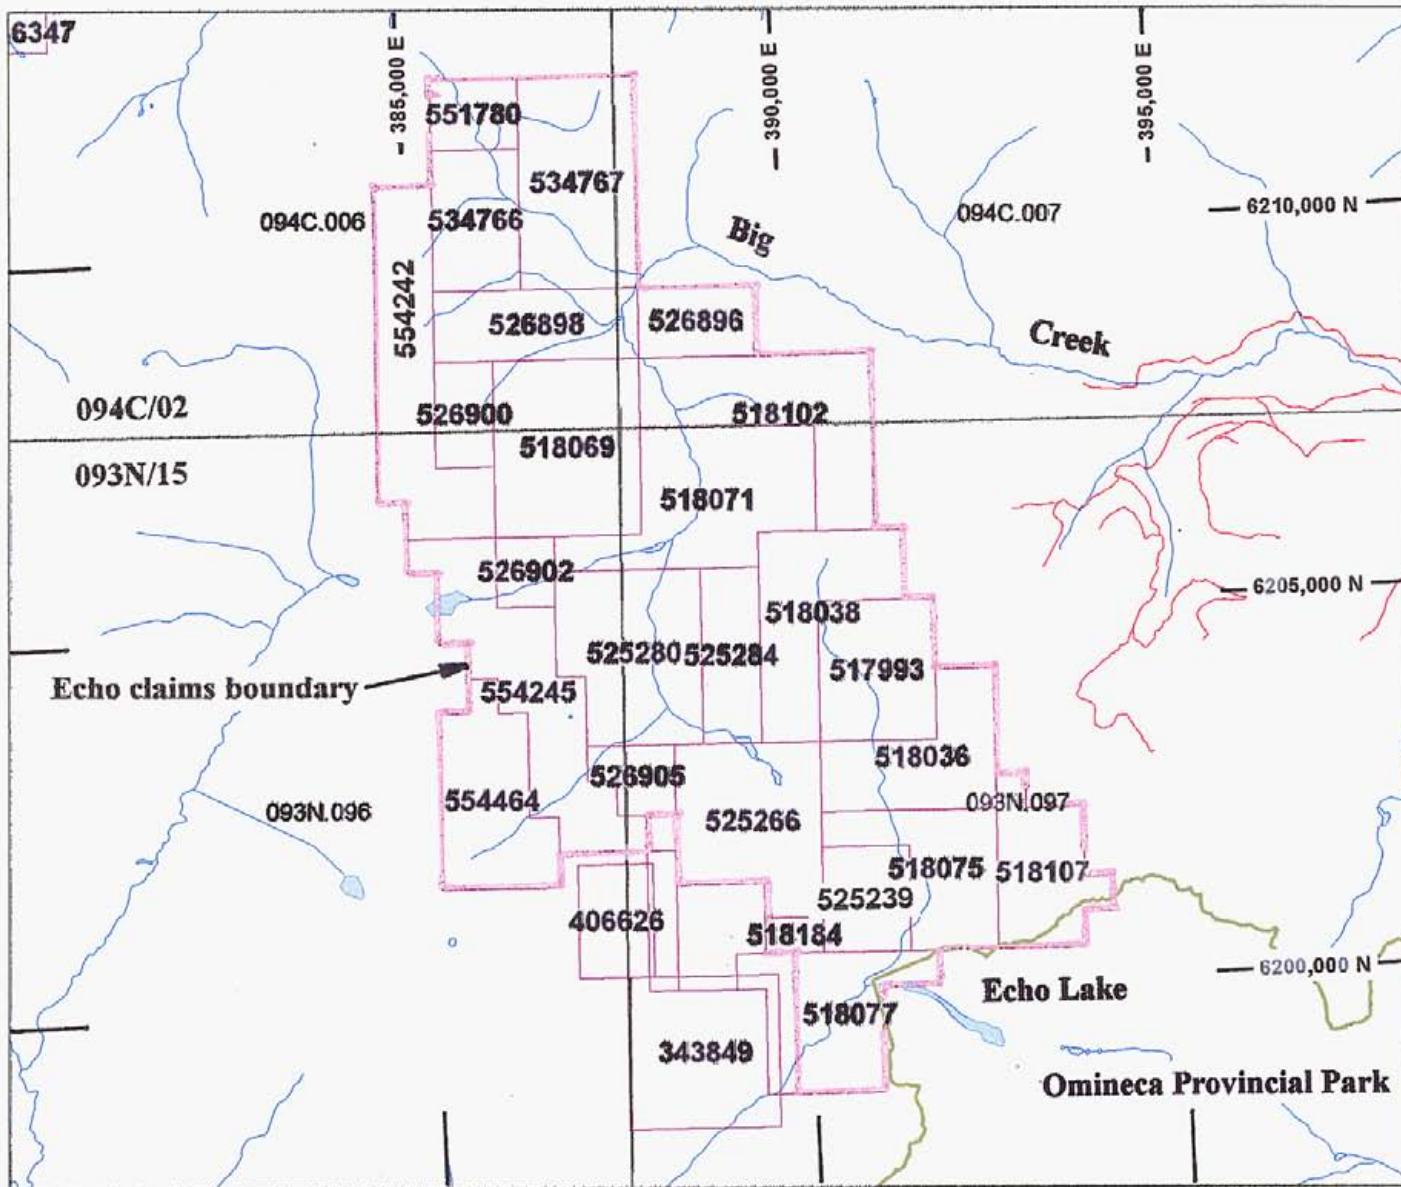 6347
385,000 E
390,000 E
395,000 E
551780
534767
094C.006
534766
Big
094C.007
6210,000 N
554242
526898
526896
Creek
094C/02
526900
518102
518069
093N/15
518071
526902
6205,000 N
518038
525280
525284
517993
Echo claims boundary
554245
518036
526905
554464
093N.096
093N.097
525266
518075
518107
525239
406626
518184
6200,000 N
Echo Lake
518077
343849
Omineca Provincial Park